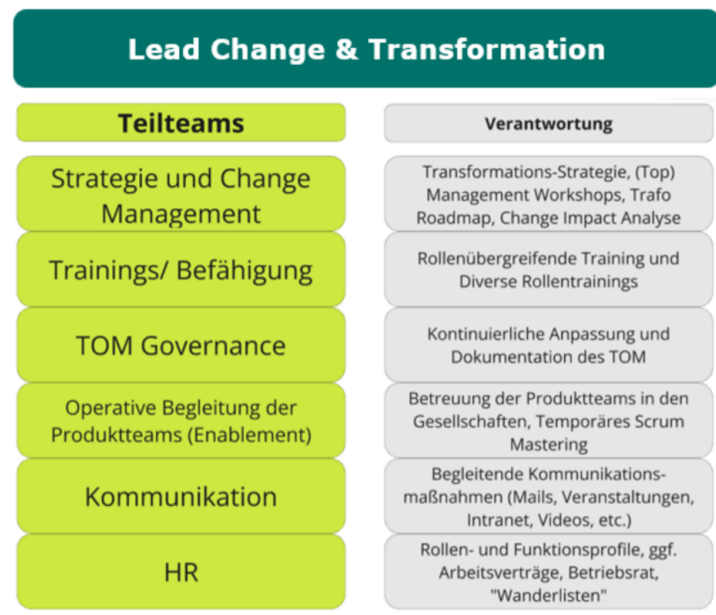 Lead Change & Transformation
Teilteams
Verantwortung
Strategie und Change
Management
Transformations-Strategie, (Top)
Management Workshops, Trafo
Roadmap, Change Impact Analyse
Trainings/ Befähigung
Rollenübergreifende Training und
Diverse Rollentrainings
TOM Governance
Kontinuierliche Anpassung und
Dokumentation des TOM
Operative Begleitung der
Produktteams (Enablement)
Betreuung der Produktteams in den
Gesellschaften, Temporäres Scrum
Mastering
Kommunikation
Begleitende Kommunikations-
maßnahmen (Mails, Veranstaltungen,
Intranet, Videos, etc.)
HR
Rollen- und Funktionsprofile, ggf.
Arbeitsverträge, Betriebsrat,
"Wanderlisten"